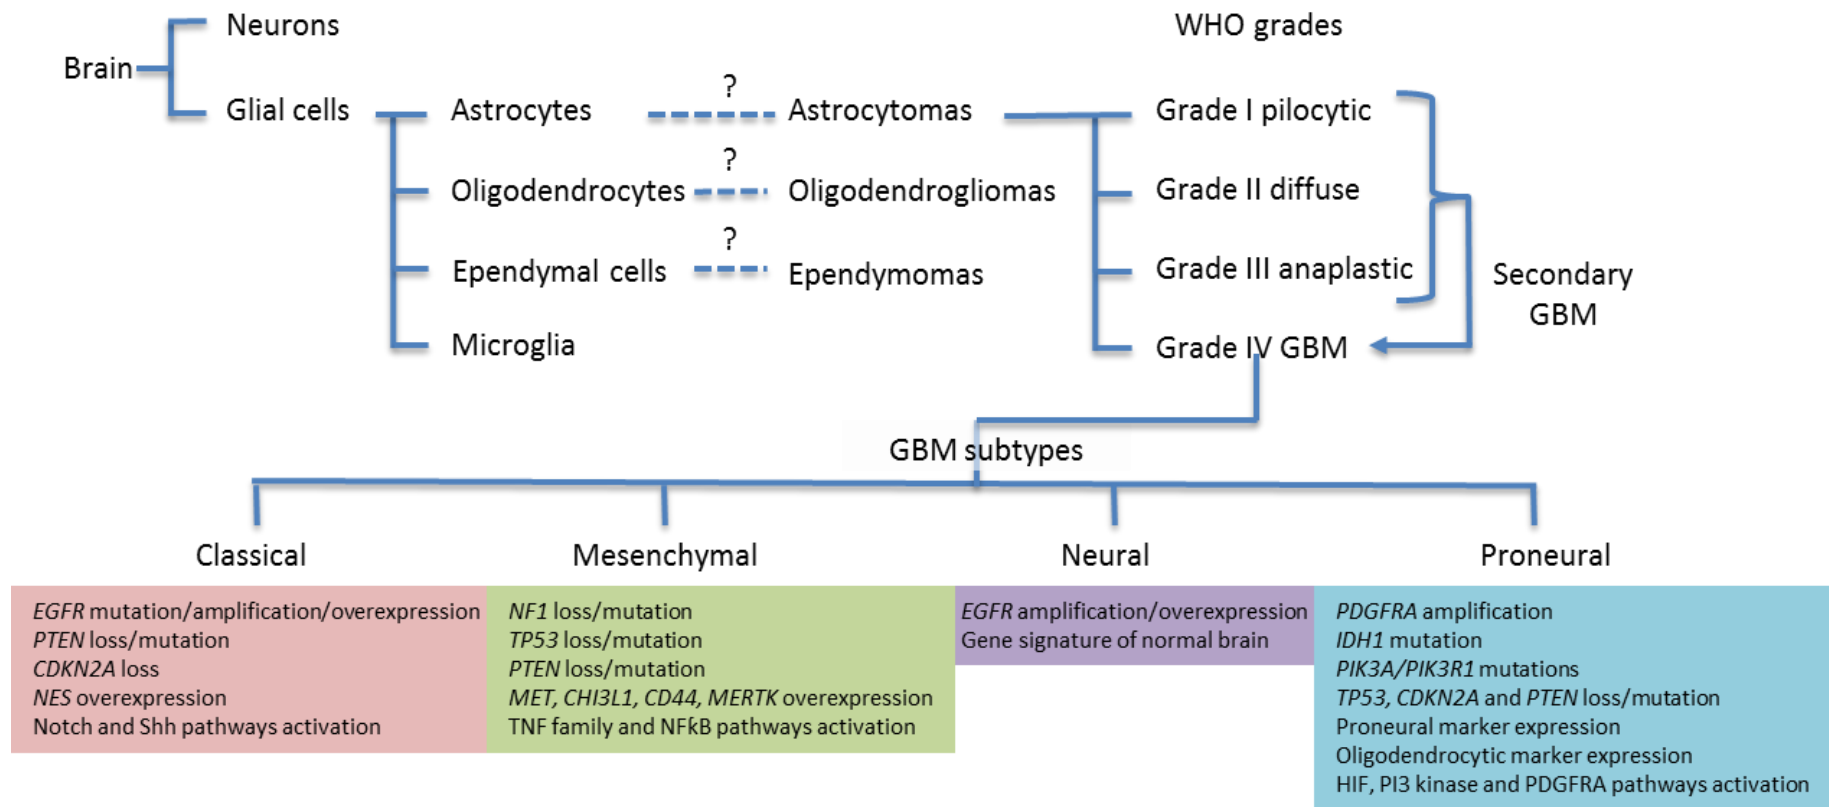 Neurons
WHO grades
Brain
?
Glial cells
Astrocytes
Astrocytomas
Grade I pilocytic
?
Oligodendrocytes
Oligodendrogliomas
Grade II diffuse
?
Ependymal cells
Ependymomas
Grade III anaplastic
Secondary
GBM
Microglia
Grade IV GBM
GBM subtypes
Classical
EGFR mutation/amplification/overexpression
PTEN loss/mutation
CDKN2A loss
NES overexpression
Notch and Shh pathways activation
Mesenchymal
NF1 loss/mutation
TP53 loss/mutation
PTEN loss/mutation
MET, CHI3L1, CD44, MERTK overexpression
TNF family and NFƙB pathways activation
Neural
EGFR amplification/overexpression
Gene signature of normal brain
Proneural
PDGFRA amplification
IDH1 mutation
PIK3A/PIK3R1 mutations
TP53, CDKN2A and PTEN loss/mutation
Proneural marker expression
Oligodendrocytic marker expression
HIF, PI3 kinase and PDGFRA pathways activation